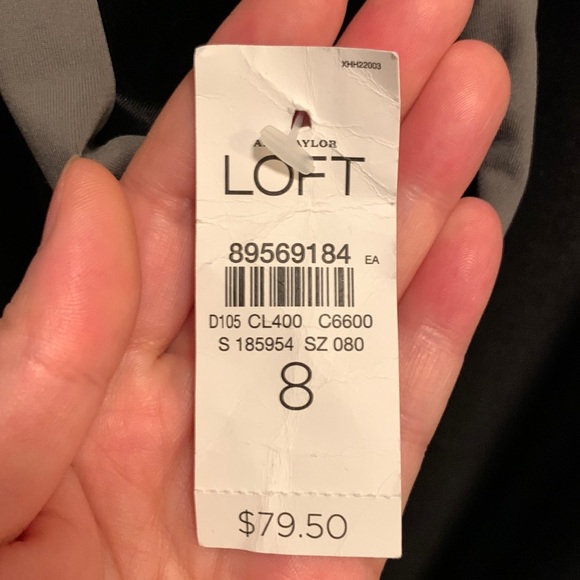 XHH22003
LOFT
89569184 EA
D105 CL400 C6600
S 185954 SZ 080
8
$79.50